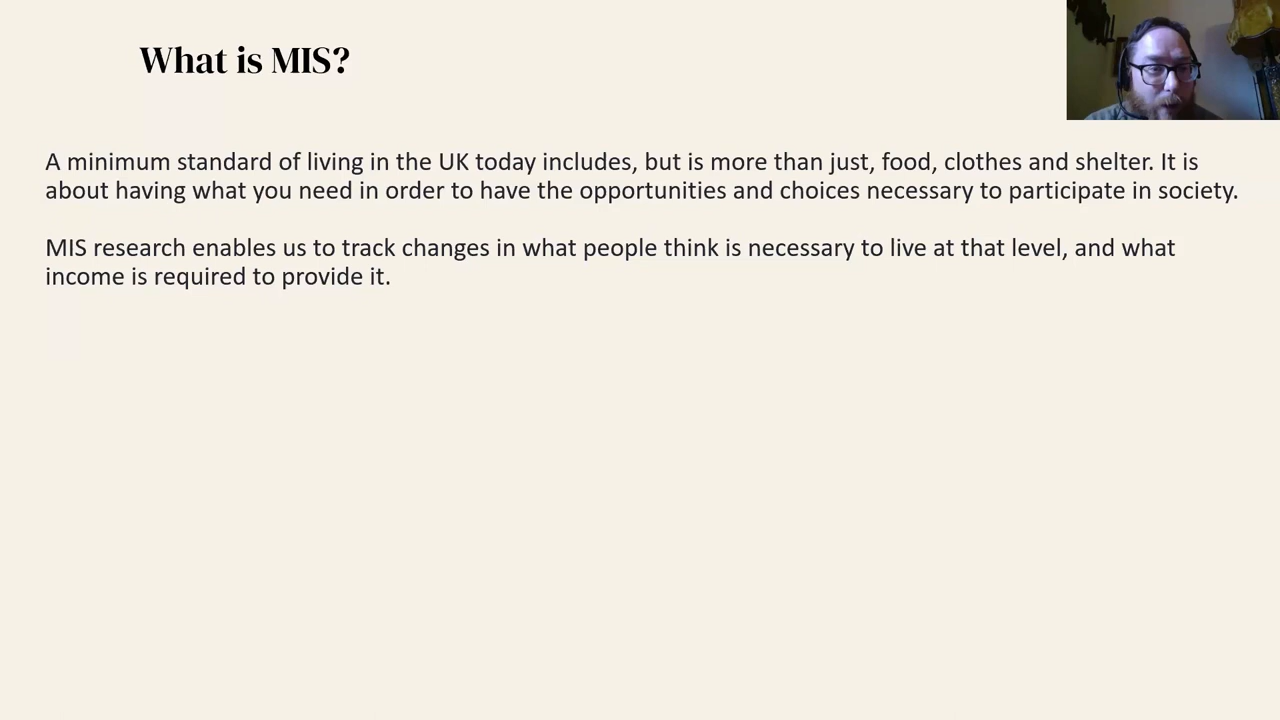 What is MIS?
A minimum standard of living in the UK today includes, but is more than just, food, clothes and shelter. It is
about having what you need in order to have the opportunities and choices necessary to participate in society.
MIS research enables us to track changes in what people think is necessary to live at that level, and what
income is required to provide it.